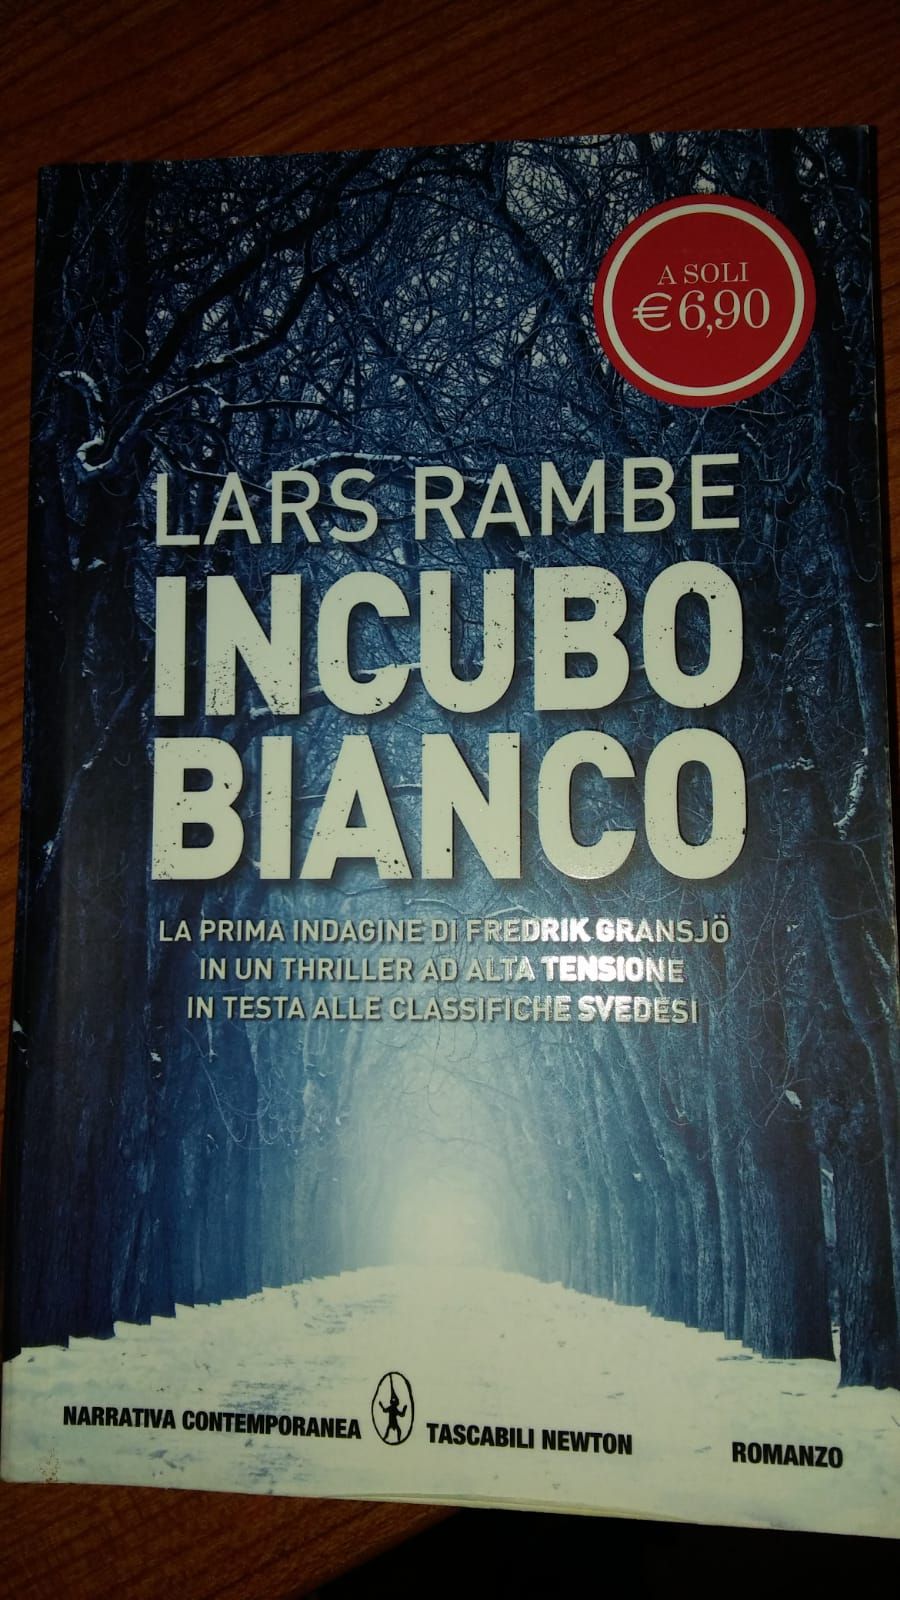 A SOLI
€6,90
LARS RAMBE
INCUBO
BIANCO
LA PRIMA INDAGINE DI FREDRIK GRANSJÖ
IN UN THRILLER AD ALTA TENSIONE
IN TESTA ALLE CLASSIFICHE SVEDESI
NARRATIVA CONTEMPORANEA TASCABILI NEWTON ROMANZO